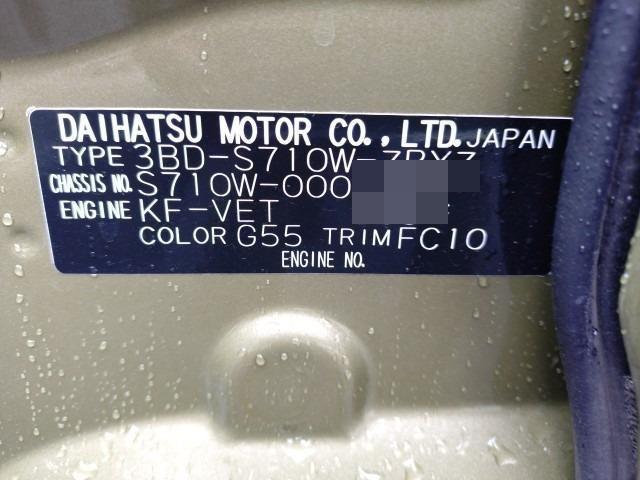 DAIHATSU MOTOR CO., LTD. JAPAN
TYPE 3BD-S710W-ZBXZ
CHASSIS NO. S710W-000
ENGINE KF-VET
COLOR G55 TRIM FC10
ENGINE NO.